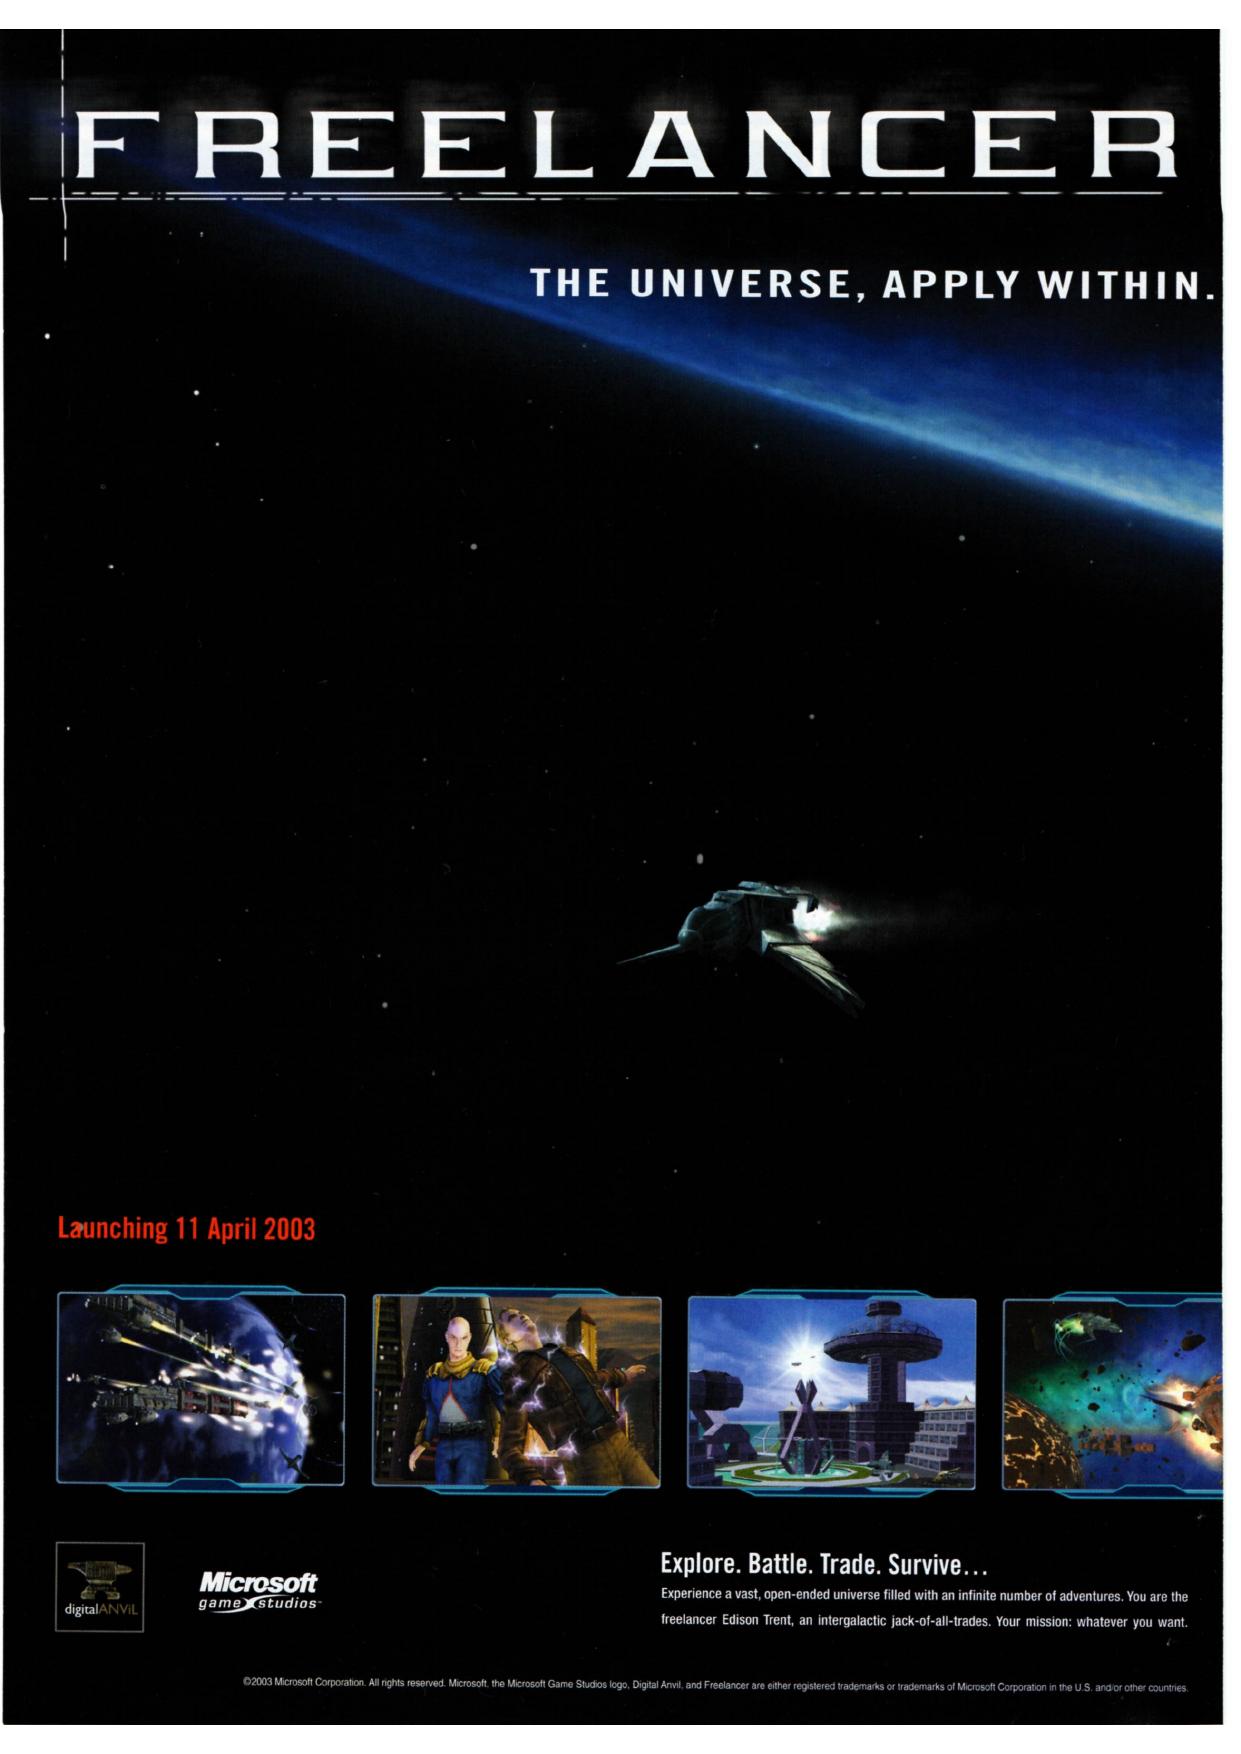 FREELANCER
THE UNIVERSE, APPLY WITHIN.
Launching 11 April 2003
digitalANViL
Microsoft
game studios™
Explore. Battle. Trade. Survive...
Experience a vast, open-ended universe filled with an infinite number of adventures. You are the
freelancer Edison Trent, an intergalactic jack-of-all-trades. Your mission: whatever you want.
©2003 Microsoft Corporation. All rights reserved. Microsoft, the Microsoft Game Studios logo, Digital Anvil, and Freelancer are either registered trademarks or trademarks of Microsoft Corporation in the U.S. and/or other countries.